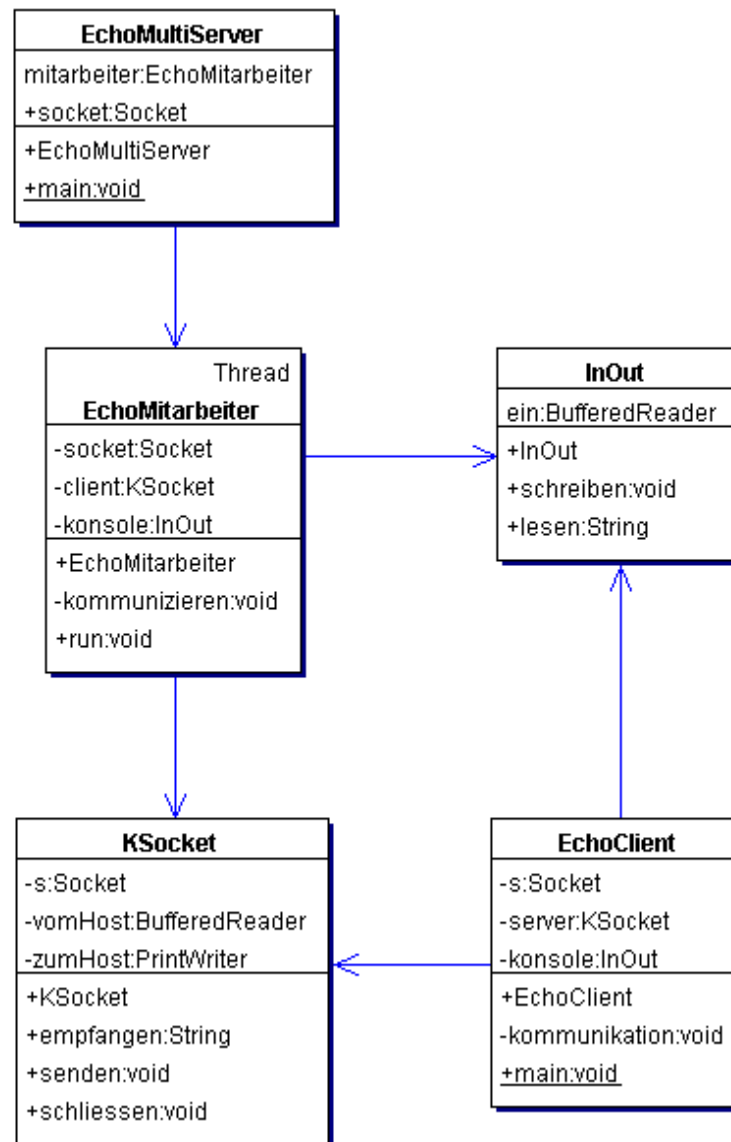 EchoMultiServer
mitarbeiter:EchoMitarbeiter
+socket:Socket
+EchoMultiServer
+main:void
Thread
EchoMitarbeiter
-socket:Socket
-client:KSocket
-konsole:InOut
+EchoMitarbeiter
-kommunizieren:void
+run:void
InOut
ein:BufferedReader
+InOut
+schreiben:void
+lesen:String
KSocket
-s:Socket
-vomHost:BufferedReader
-zumHost:PrintWriter
+KSocket
+empfangen:String
+senden:void
+schliessen:void
EchoClient
-s:Socket
-server:KSocket
-konsole:InOut
+EchoClient
-kommunikation:void
+main:void